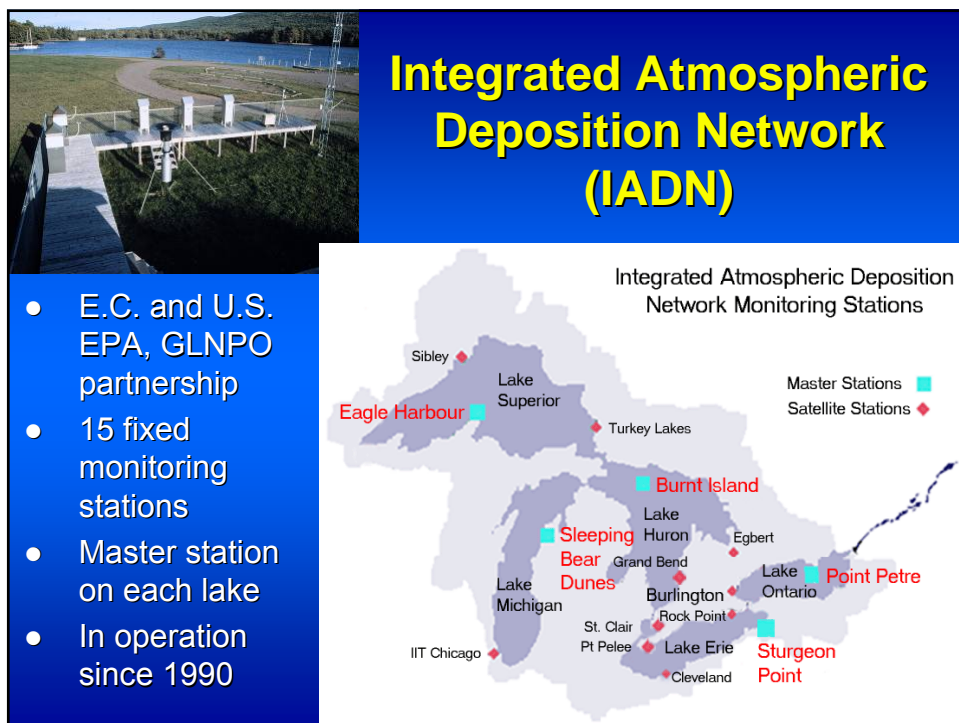 Integrated Atmospheric
Deposition Network
(IADN)
● E.C. and U.S.
EPA, GLNPO
partnership
● 15 fixed
monitoring
stations
● Master station
on each lake
● In operation
since 1990
Integrated Atmospheric Deposition
Network Monitoring Stations
Master Stations
Satellite Stations
Sibley
Lake
Superior
Eagle Harbour
Turkey Lakes
Burnt Island
Sleeping
Bear
Dunes
Lake
Huron
Egbert
Grand Bend
Lake
Michigan
Burlington
Lake
Ontario
Point Petre
Rock Point
St. Clair
Pt Pelee
Lake Erie
Sturgeon
Point
IIT Chicago
Cleveland